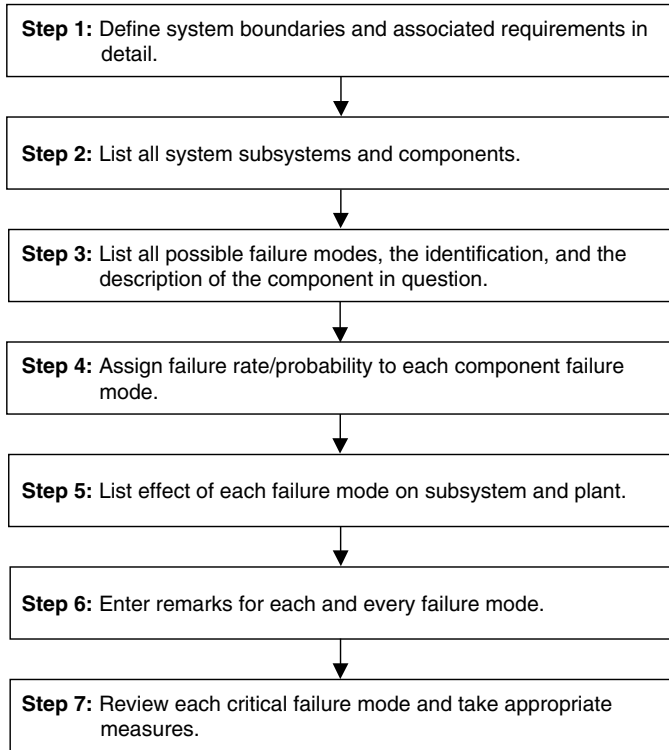 Step 1: Define system boundaries and associated requirements in
detail.
Step 2: List all system subsystems and components.
Step 3: List all possible failure modes, the identification, and the
description of the component in question.
Step 4: Assign failure rate/probability to each component failure
mode.
Step 5: List effect of each failure mode on subsystem and plant.
Step 6: Enter remarks for each and every failure mode.
Step 7: Review each critical failure mode and take appropriate
measures.